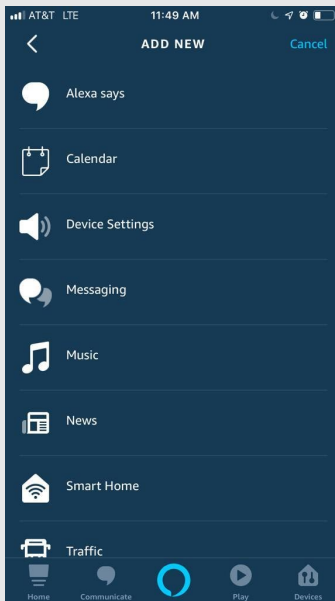 AT&T LTE 11:49 AM
ADD NEW Cancel
Alexa says
Calendar
Device Settings
Messaging
Music
News
Smart Home
Traffic
Home Communicate Play Devices